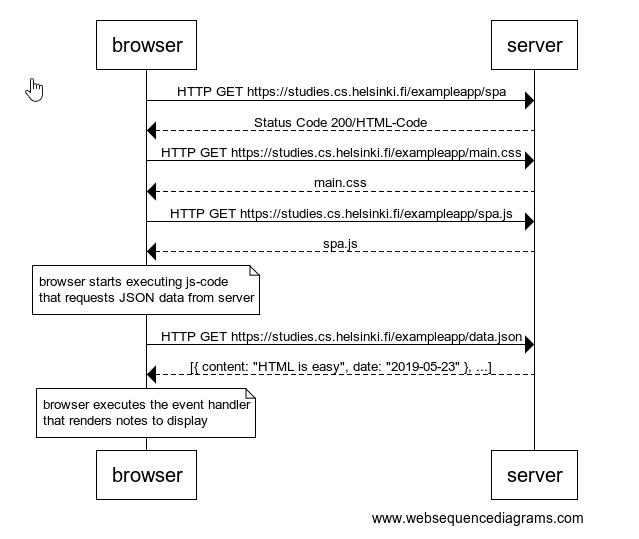 browser
server
HTTP GET https://studies.cs.helsinki.fi/exampleapp/spa
Status Code 200/HTML-Code
HTTP GET https://studies.cs.helsinki.fi/exampleapp/main.css
main.css
HTTP GET https://studies.cs.helsinki.fi/exampleapp/spa.js
spa.js
browser starts executing js-code
that requests JSON data from server
HTTP GET https://studies.cs.helsinki.fi/exampleapp/data.json
[{ content: "HTML is easy", date: "2019-05-23" }, ...]
browser executes the event handler
that renders notes to display
browser
server
www.websequencediagrams.com